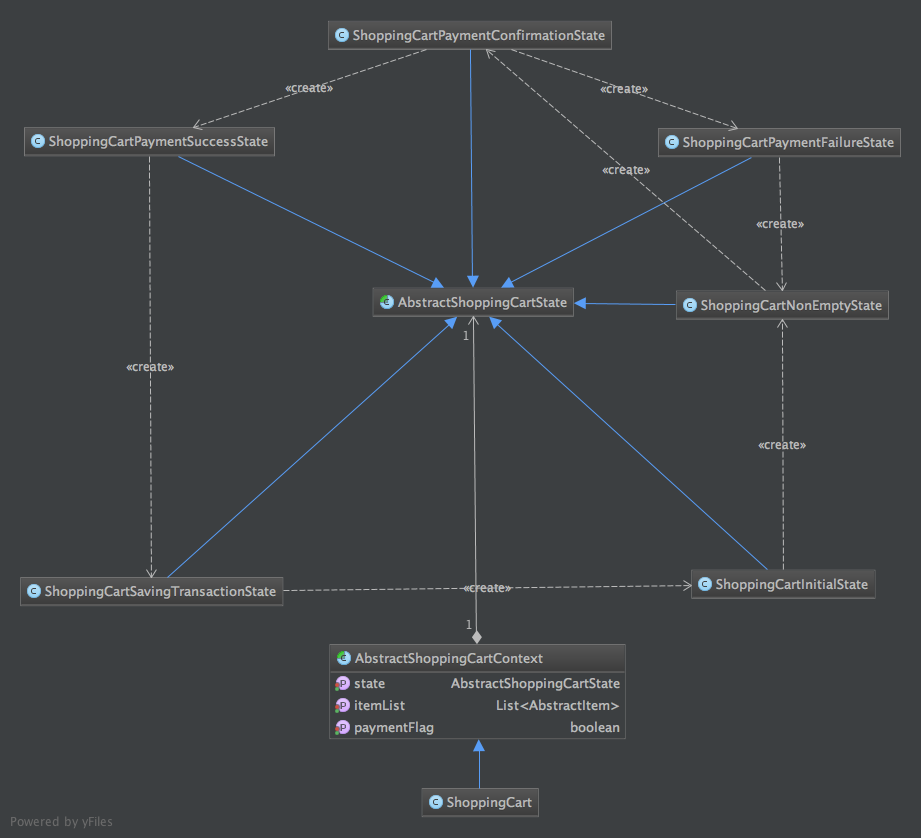 ShoppingCartPaymentConfirmationState
«create»
«create»
ShoppingCartPaymentSuccessState
ShoppingCartPaymentFailureState
«create»
«create»
AbstractShoppingCartState
ShoppingCartNonEmptyState
1
«create»
«create»
ShoppingCartSavingTransactionState
«create»
ShoppingCartInitialState
1
AbstractShoppingCartContext
state AbstractShoppingCartState
itemList List<AbstractItem>
paymentFlag boolean
ShoppingCart
Powered by yFiles